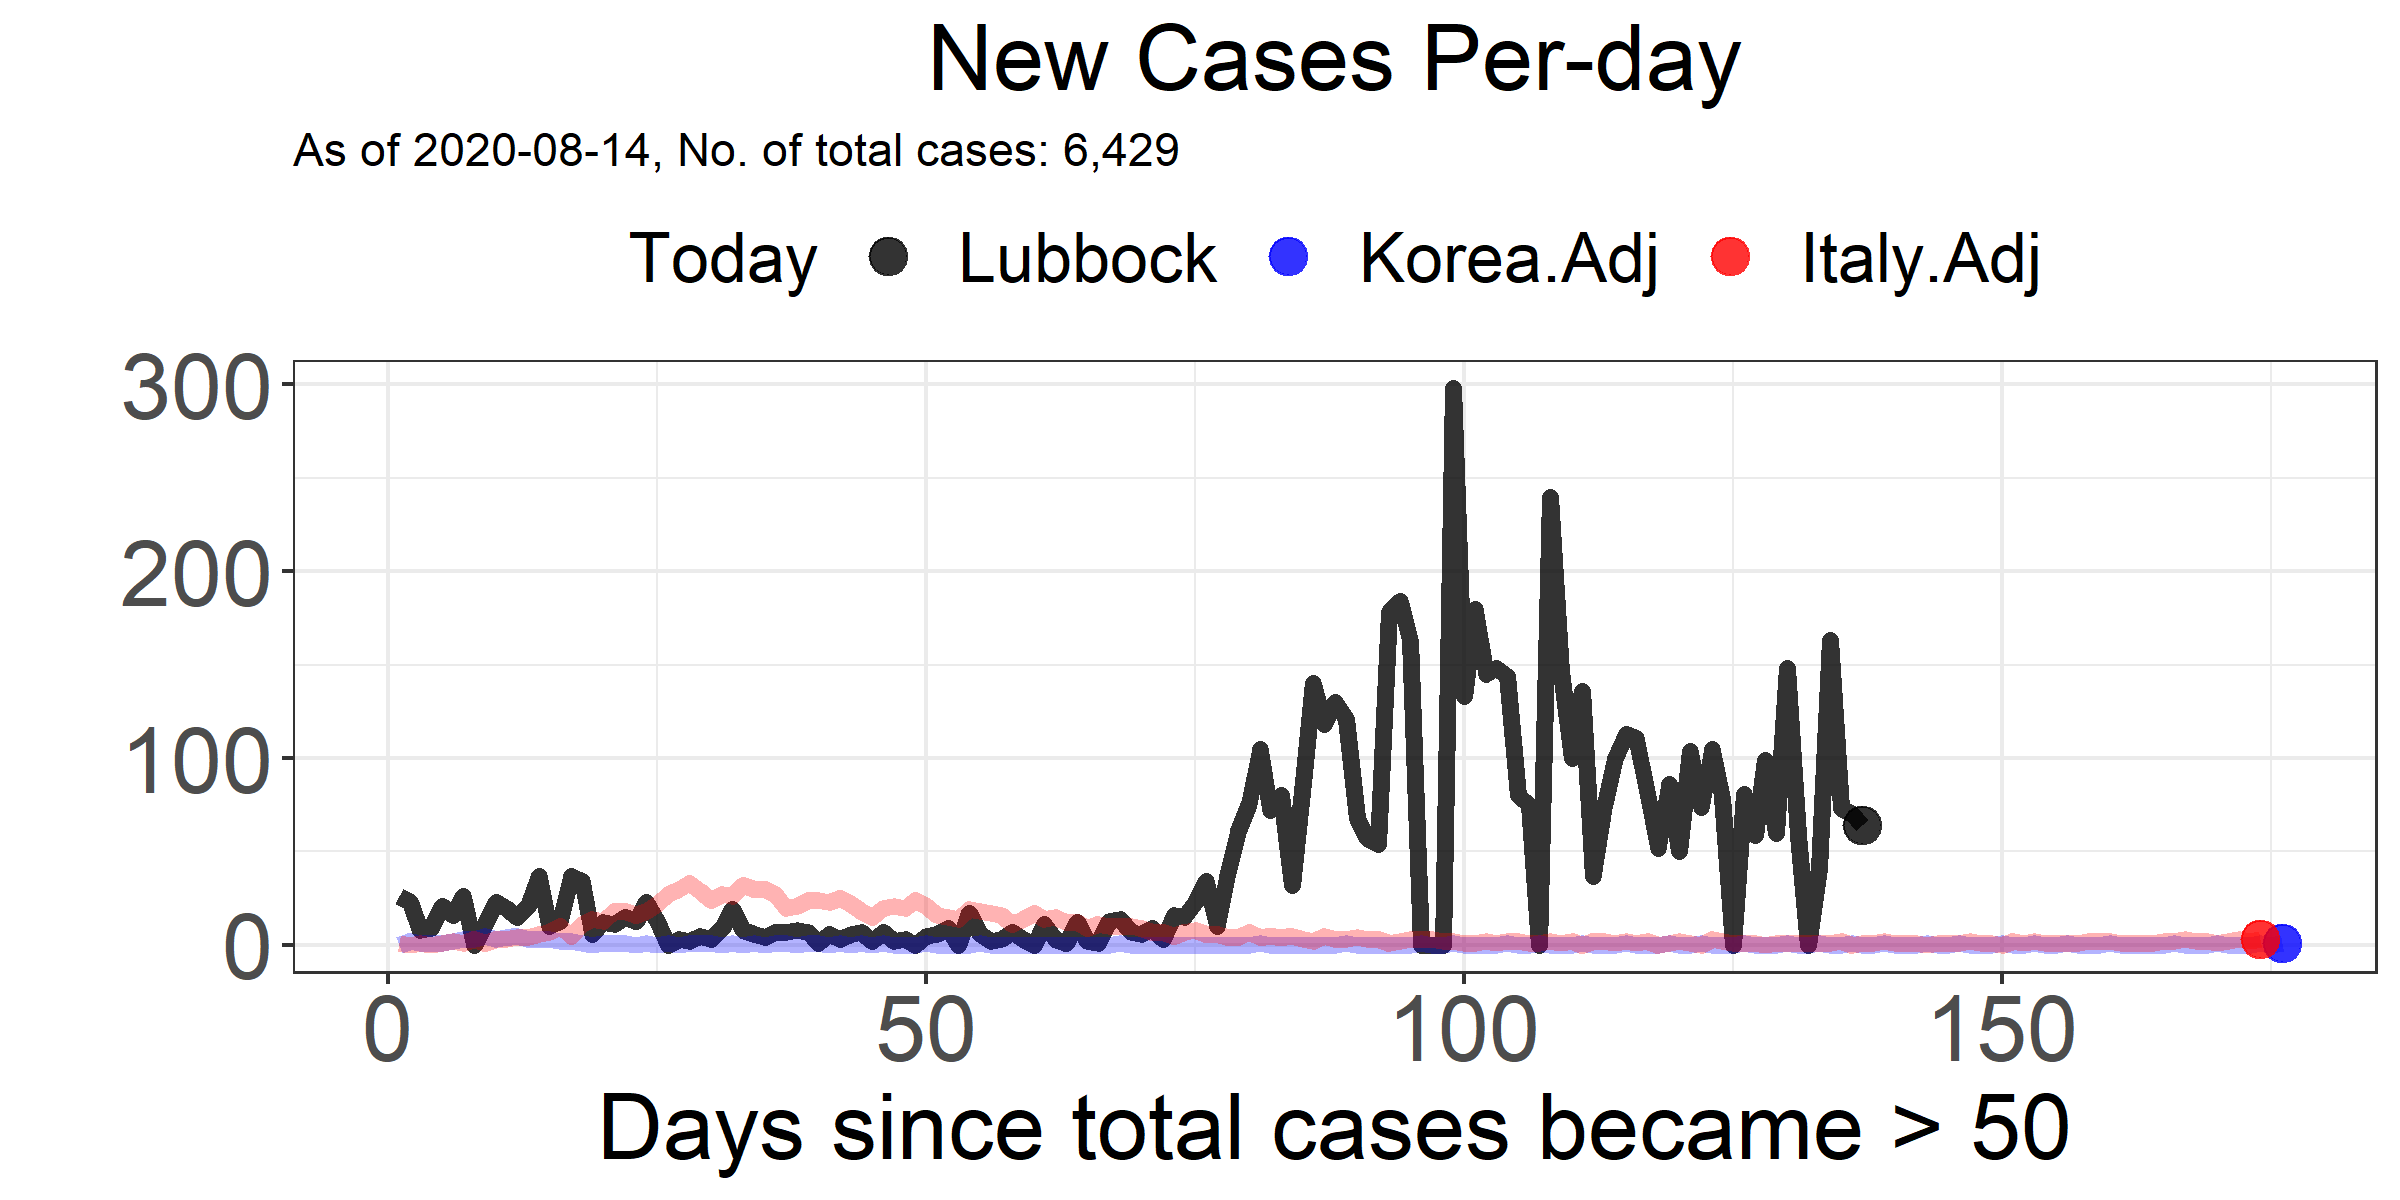 New Cases Per-day
As of 2020-08-14, No. of total cases: 6,429
Today Lubbock Korea.Adj Italy.Adj
300
200
100
0
0 50 100 150
Days since total cases became > 50